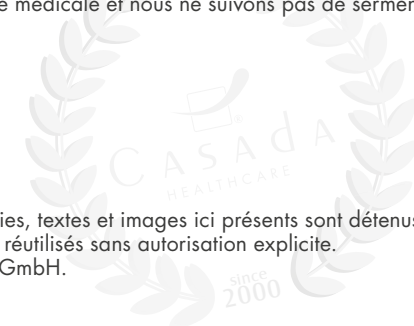 e médicale et nous ne suivons pas de sermen
CASADA
HEALTHCARE
ies, textes et images ici présents sont détenus
réutilisés sans autorisation explicite.
GmbH.
since
2000